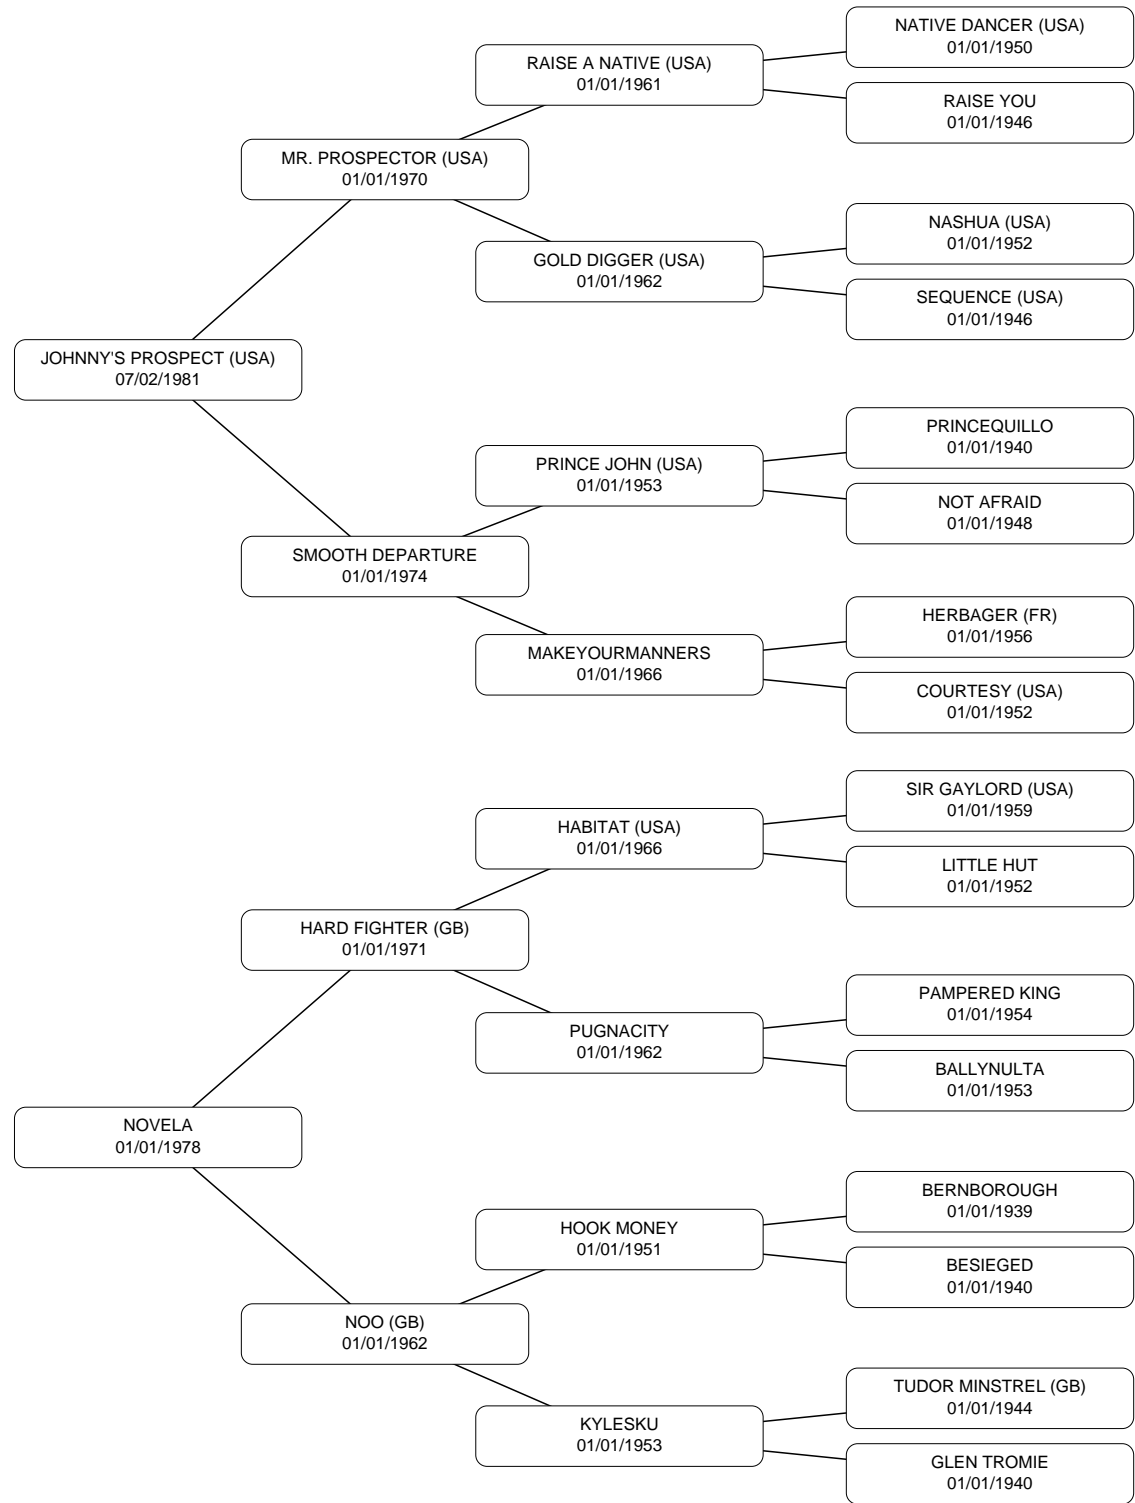 NATIVE DANCER (USA)
01/01/1950
RAISE A NATIVE (USA)
01/01/1961
RAISE YOU
01/01/1946
MR. PROSPECTOR (USA)
01/01/1970
NASHUA (USA)
01/01/1952
GOLD DIGGER (USA)
01/01/1962
SEQUENCE (USA)
01/01/1946
JOHNNY'S PROSPECT (USA)
07/02/1981
PRINCEQUILLO
01/01/1940
PRINCE JOHN (USA)
01/01/1953
NOT AFRAID
01/01/1948
SMOOTH DEPARTURE
01/01/1974
HERBAGER (FR)
01/01/1956
MAKEYOURMANNERS
01/01/1966
COURTESY (USA)
01/01/1952
SIR GAYLORD (USA)
01/01/1959
HABITAT (USA)
01/01/1966
LITTLE HUT
01/01/1952
HARD FIGHTER (GB)
01/01/1971
PAMPERED KING
01/01/1954
PUGNACITY
01/01/1962
BALLYNULTA
01/01/1953
NOVELA
01/01/1978
BERNBOROUGH
01/01/1939
HOOK MONEY
01/01/1951
BESIEGED
01/01/1940
NOO (GB)
01/01/1962
TUDOR MINSTREL (GB)
01/01/1944
KYLESKU
01/01/1953
GLEN TROMIE
01/01/1940